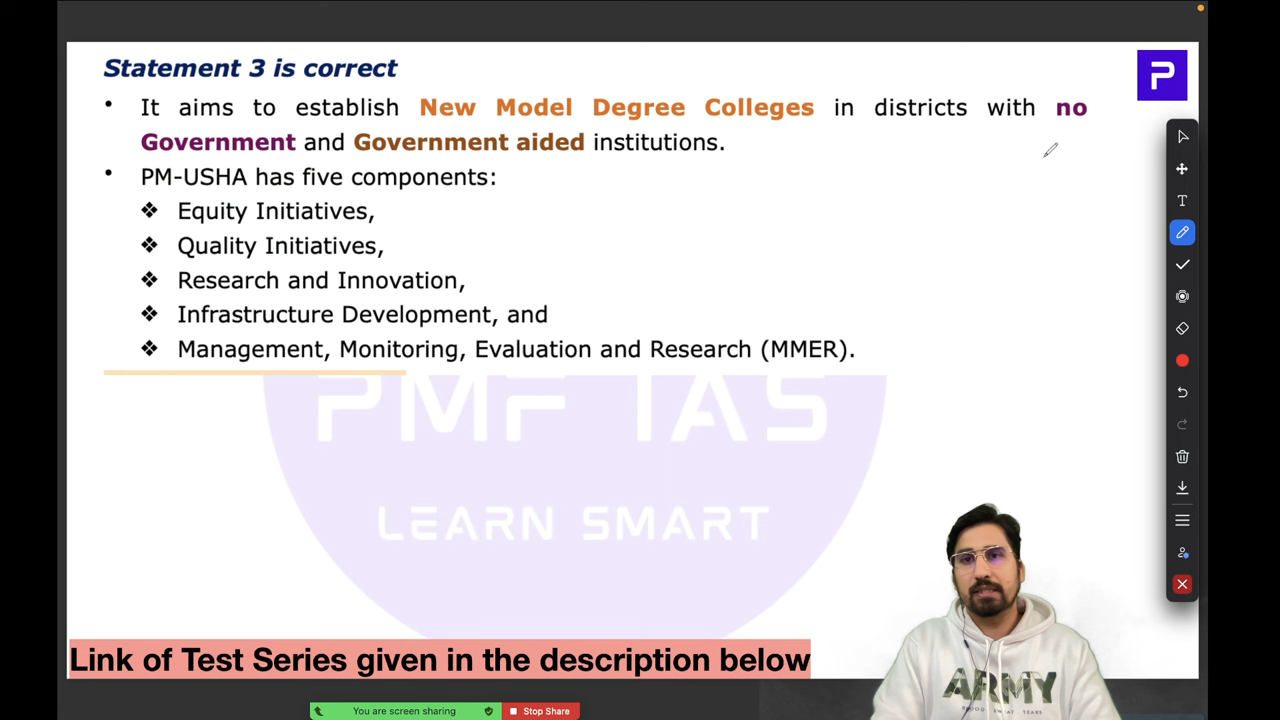 Statement 3 is correct
• It aims to establish New Model Degree Colleges in districts with no
Government and Government aided institutions.
• PM-USHA has five components:
❖ Equity Initiatives,
❖ Quality Initiatives,
❖ Research and Innovation,
❖ Infrastructure Development, and
❖ Management, Monitoring, Evaluation and Research (MMER).
PMF IAS
LEARN SMART
Link of Test Series given in the description below
ARMY
You are screen sharing
Stop Share